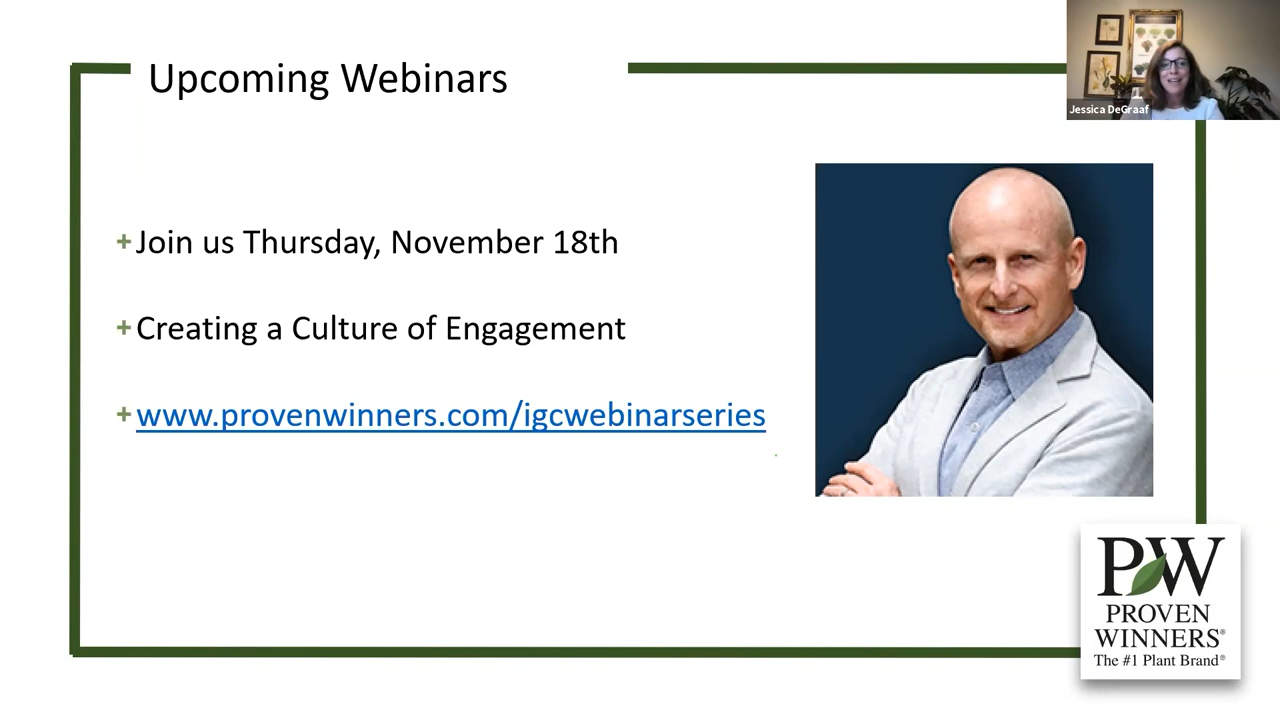 Upcoming Webinars
Jessica DeGraaf
+Join us Thursday, November 18th
+Creating a Culture of Engagement
+www.provenwinners.com/igcwebinarseries
PW
PROVEN
WINNERS®
The #1 Plant Brand®